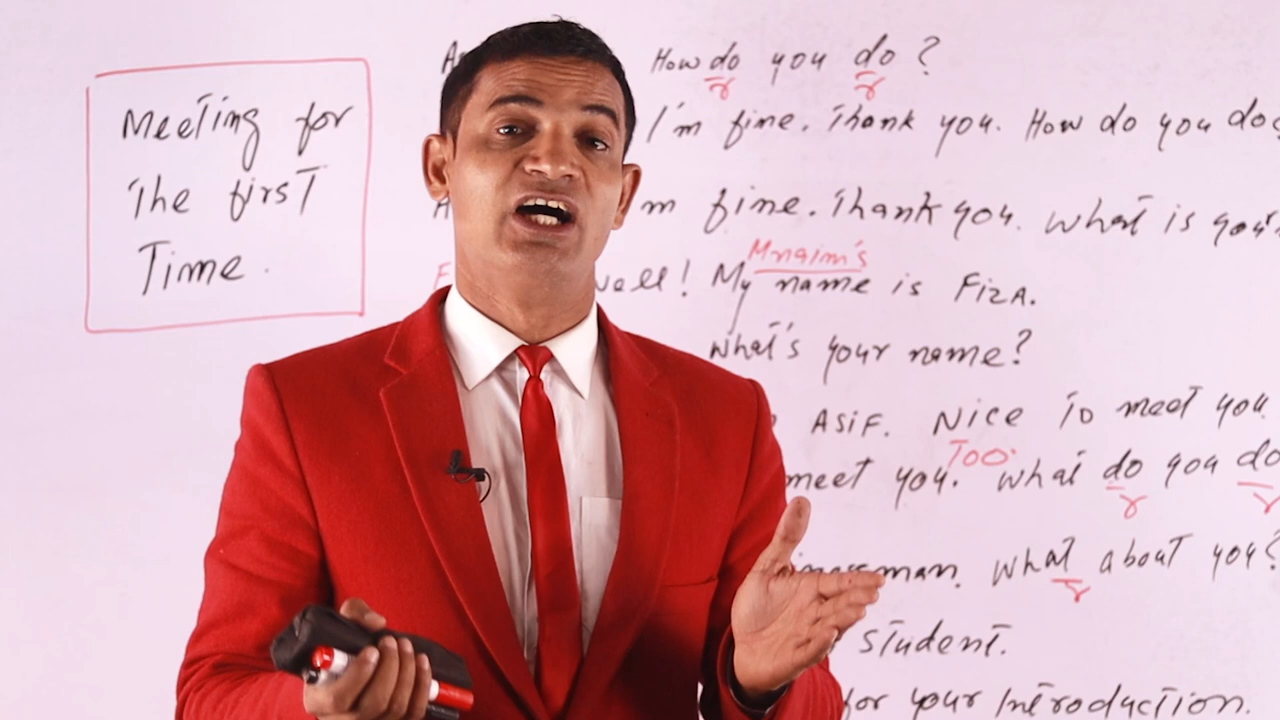 Meeting for
the first
Time.
How do you do?
I'm fine. Thank you. How do you do?
m fine. Thank you. What is your
Mnaim's
well! My name is FizA.
What's your name?
ASiF. Nice to meet you
Too.
meet you. What do you do
man. What about you?
student.
for your Introduction.